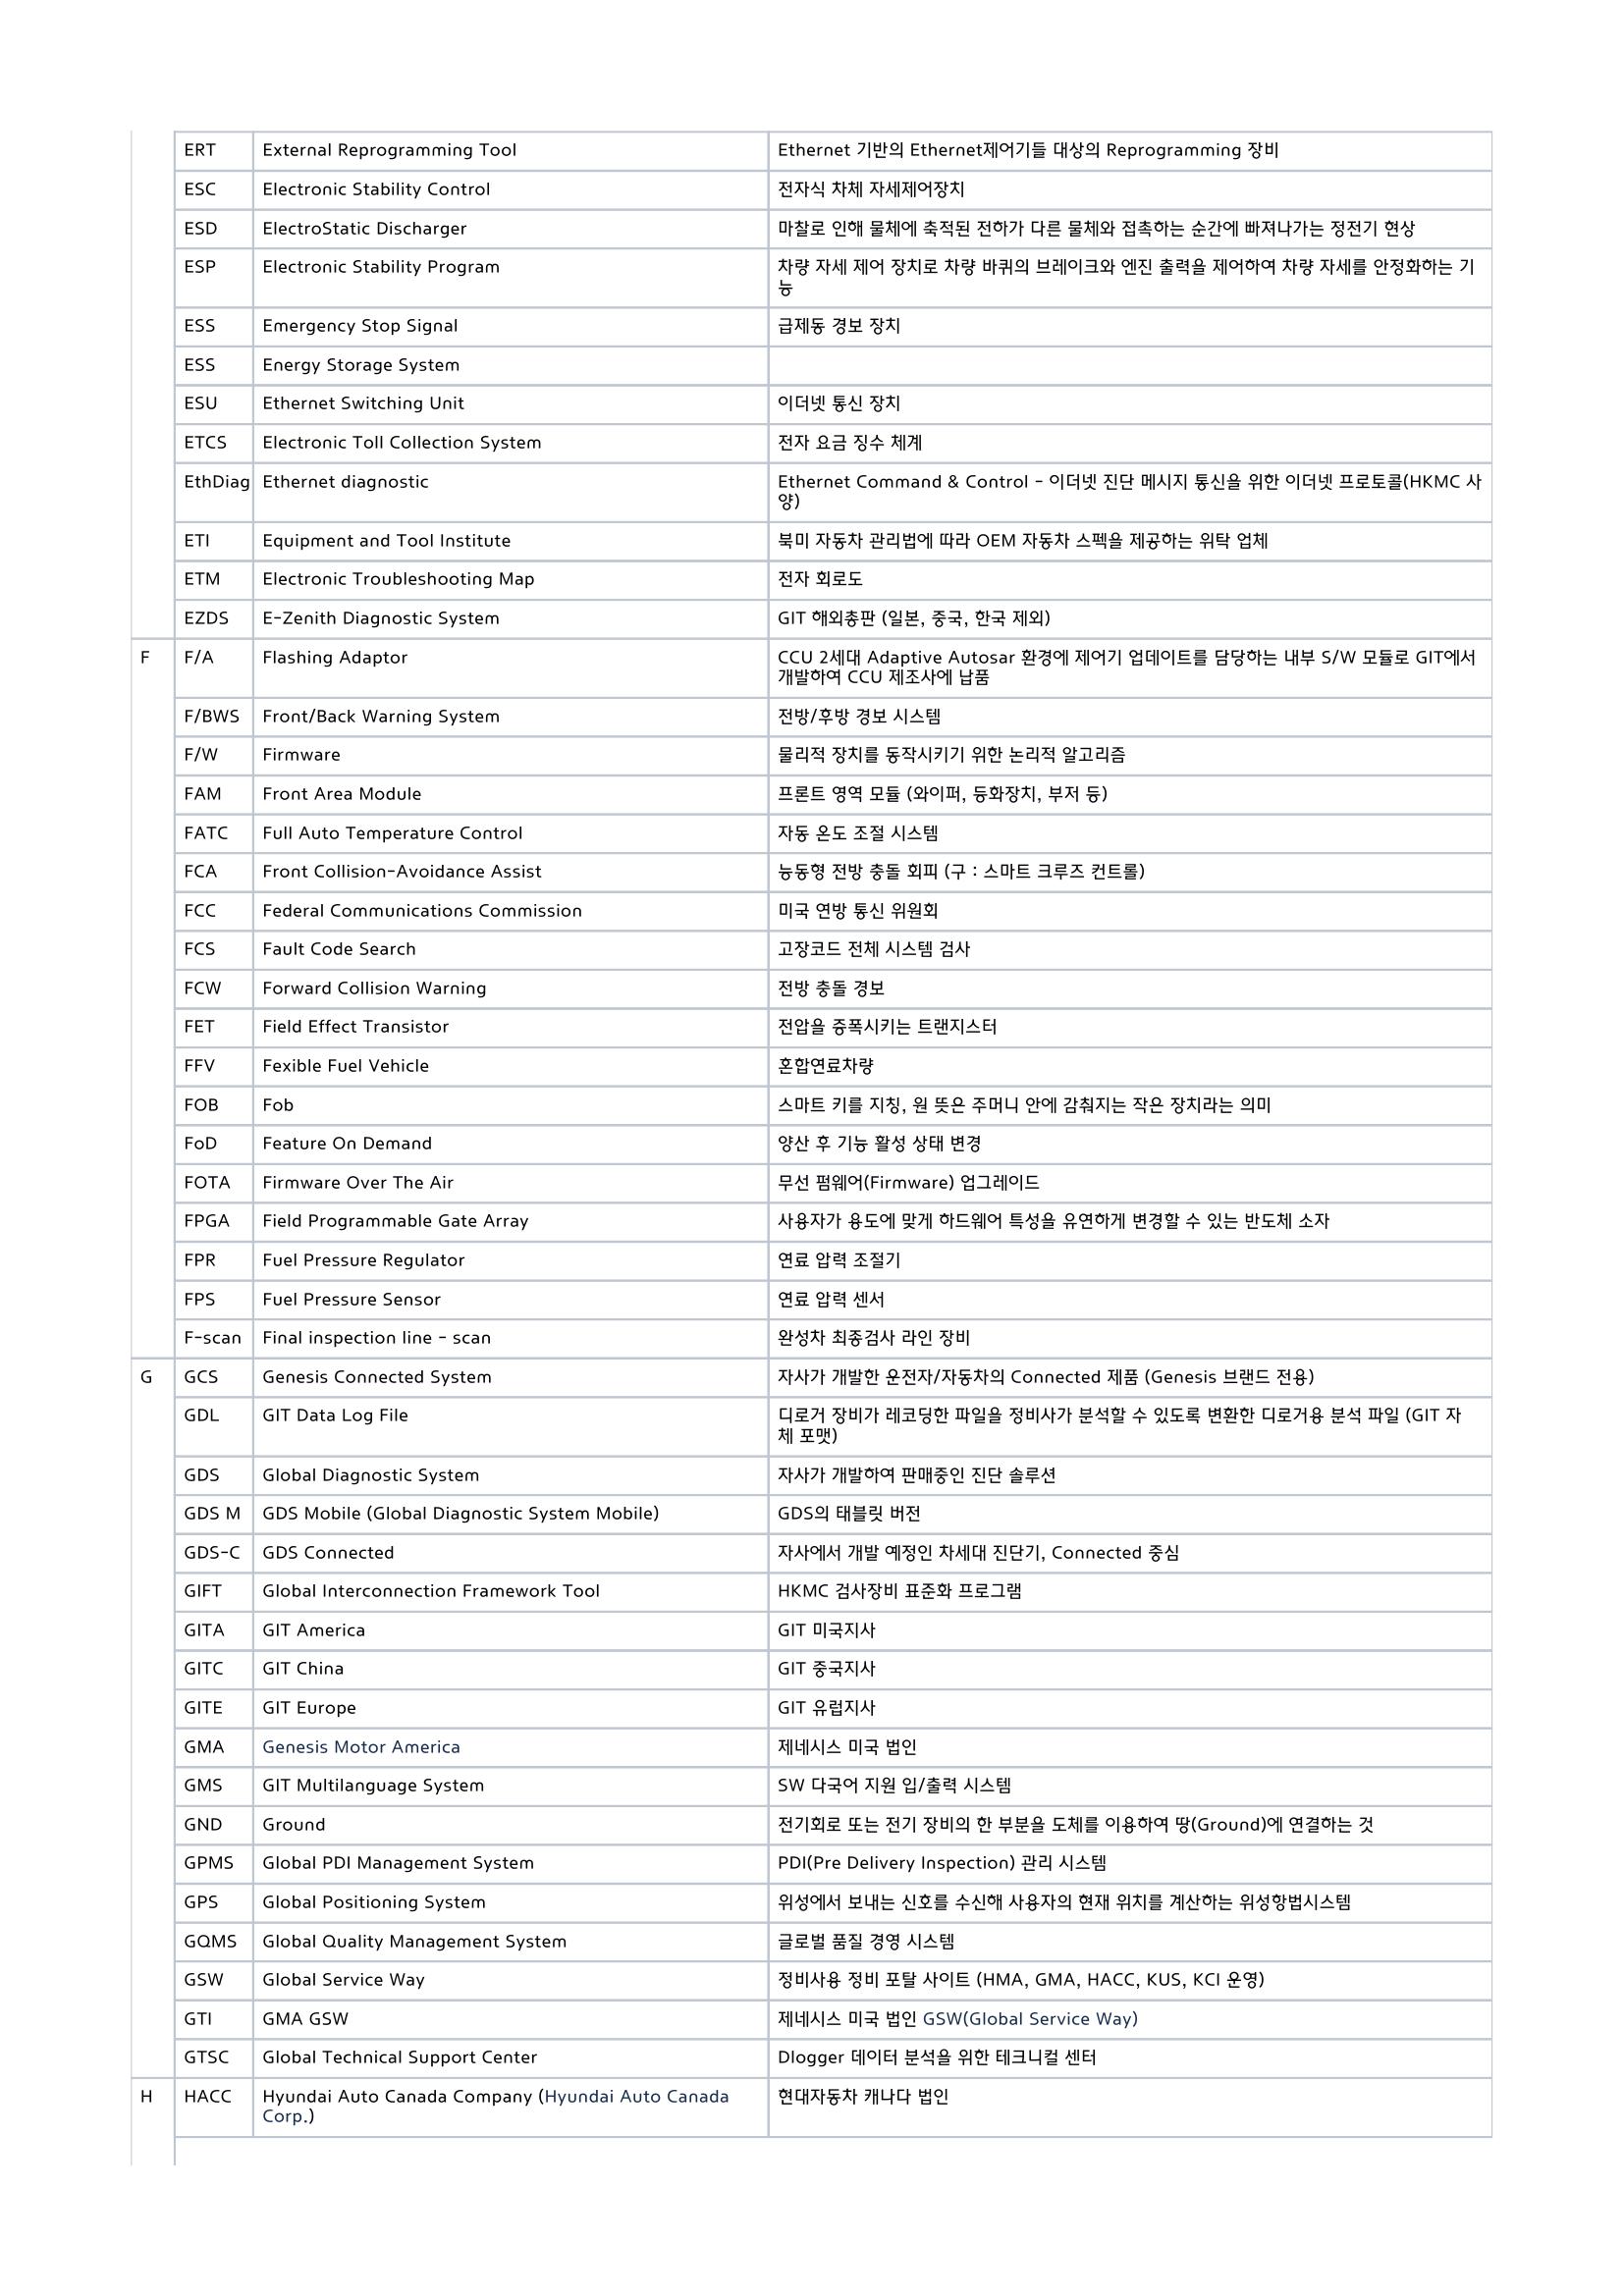 ERT External Reprogramming Tool Ethernet 기반의 Ethernet제어기들 대상의 Reprogramming 장비
ESC Electronic Stability Control 전자식 차체 자세제어장치
ESD ElectroStatic Discharger 마찰로 인해 물체에 축적된 전하가 다른 물체와 접촉하는 순간에 빠져나가는 정전기 현상
ESP Electronic Stability Program 차량 자세 제어 장치로 차량 바퀴의 브레이크와 엔진 출력을 제어하여 차량 자세를 안정화하는 기
능
ESS Emergency Stop Signal 급제동 경보 장치
ESS Energy Storage System
ESU Ethernet Switching Unit 이더넷 통신 장치
ETCS Electronic Toll Collection System 전자 요금 징수 체계
EthDiag Ethernet diagnostic Ethernet Command & Control - 이더넷 진단 메시지 통신을 위한 이더넷 프로토콜(HKMC 사
양)
ETI Equipment and Tool Institute 북미 자동차 관리법에 따라 OEM 자동차 스펙을 제공하는 위탁 업체
ETM Electronic Troubleshooting Map 전자 회로도
EZDS E-Zenith Diagnostic System GIT 해외총판 (일본, 중국, 한국 제외)
F F/A Flashing Adaptor CCU 2세대 Adaptive Autosar 환경에 제어기 업데이트를 담당하는 내부 S/W 모듈로 GIT에서
개발하여 CCU 제조사에 납품
F/BWS Front/Back Warning System 전방/후방 경보 시스템
F/W Firmware 물리적 장치를 동작시키기 위한 논리적 알고리즘
FAM Front Area Module 프론트 영역 모듈 (와이퍼, 등화장치, 부저 등)
FATC Full Auto Temperature Control 자동 온도 조절 시스템
FCA Front Collision-Avoidance Assist 능동형 전방 충돌 회피 (구 : 스마트 크루즈 컨트롤)
FCC Federal Communications Commission 미국 연방 통신 위원회
FCS Fault Code Search 고장코드 전체 시스템 검사
FCW Forward Collision Warning 전방 충돌 경보
FET Field Effect Transistor 전압을 증폭시키는 트랜지스터
FFV Fexible Fuel Vehicle 혼합연료차량
FOB Fob 스마트 키를 지칭, 원 뜻은 주머니 안에 감춰지는 작은 장치라는 의미
FoD Feature On Demand 양산 후 기능 활성 상태 변경
FOTA Firmware Over The Air 무선 펌웨어(Firmware) 업그레이드
FPGA Field Programmable Gate Array 사용자가 용도에 맞게 하드웨어 특성을 유연하게 변경할 수 있는 반도체 소자
FPR Fuel Pressure Regulator 연료 압력 조절기
FPS Fuel Pressure Sensor 연료 압력 센서
F-scan Final inspection line - scan 완성차 최종검사 라인 장비
G GCS Genesis Connected System 자사가 개발한 운전자/자동차의 Connected 제품 (Genesis 브랜드 전용)
GDL GIT Data Log File 디로거 장비가 레코딩한 파일을 정비사가 분석할 수 있도록 변환한 디로거용 분석 파일 (GIT 자
체 포맷)
GDS Global Diagnostic System 자사가 개발하여 판매중인 진단 솔루션
GDS M GDS Mobile (Global Diagnostic System Mobile) GDS의 태블릿 버전
GDS-C GDS Connected 자사에서 개발 예정인 차세대 진단기, Connected 중심
GIFT Global Interconnection Framework Tool HKMC 검사장비 표준화 프로그램
GITA GIT America GIT 미국지사
GITC GIT China GIT 중국지사
GITE GIT Europe GIT 유럽지사
GMA Genesis Motor America 제네시스 미국 법인
GMS GIT Multilanguage System SW 다국어 지원 입/출력 시스템
GND Ground 전기회로 또는 전기 장비의 한 부분을 도체를 이용하여 땅(Ground)에 연결하는 것
GPMS Global PDI Management System PDI(Pre Delivery Inspection) 관리 시스템
GPS Global Positioning System 위성에서 보내는 신호를 수신해 사용자의 현재 위치를 계산하는 위성항법시스템
GQMS Global Quality Management System 글로벌 품질 경영 시스템
GSW Global Service Way 정비사용 정비 포탈 사이트 (HMA, GMA, HACC, KUS, KCI 운영)
GTI GMA GSW 제네시스 미국 법인 GSW(Global Service Way)
GTSC Global Technical Support Center Dlogger 데이터 분석을 위한 테크니컬 센터
H HACC Hyundai Auto Canada Company (Hyundai Auto Canada 현대자동차 캐나다 법인
Corp.)